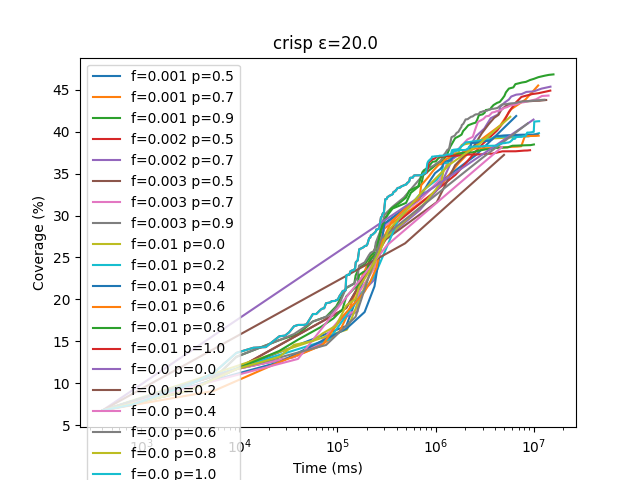 crisp ε=20.0
Coverage (%)
45
40
35
30
25
20
15
10
5
f=0.001 p=0.5
f=0.001 p=0.7
f=0.001 p=0.9
f=0.002 p=0.5
f=0.002 p=0.7
f=0.003 p=0.5
f=0.003 p=0.7
f=0.003 p=0.9
f=0.01 p=0.0
f=0.01 p=0.2
f=0.01 p=0.4
f=0.01 p=0.6
f=0.01 p=0.8
f=0.01 p=1.0
f=0.0 p=0.0
f=0.0 p=0.2
f=0.0 p=0.4
f=0.0 p=0.6
f=0.0 p=0.8
f=0.0 p=1.0
10³ 10⁴ 10⁵ 10⁶ 10⁷
Time (ms)